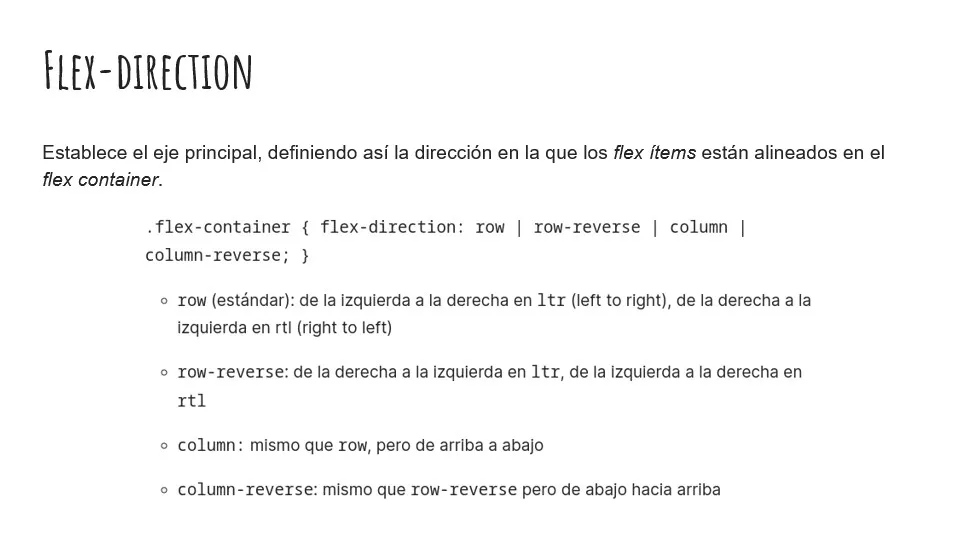 Flex-direction
Establece el eje principal, definiendo así la dirección en la que los flex ítems están alineados en el
flex container.
.flex-container { flex-direction: row | row-reverse | column |
column-reverse; }
◦ row (estándar): de la izquierda a la derecha en ltr (left to right), de la derecha a la
izquierda en rtl (right to left)
◦ row-reverse: de la derecha a la izquierda en ltr, de la izquierda a la derecha en
rtl
◦ column: mismo que row, pero de arriba a abajo
◦ column-reverse: mismo que row-reverse pero de abajo hacia arriba